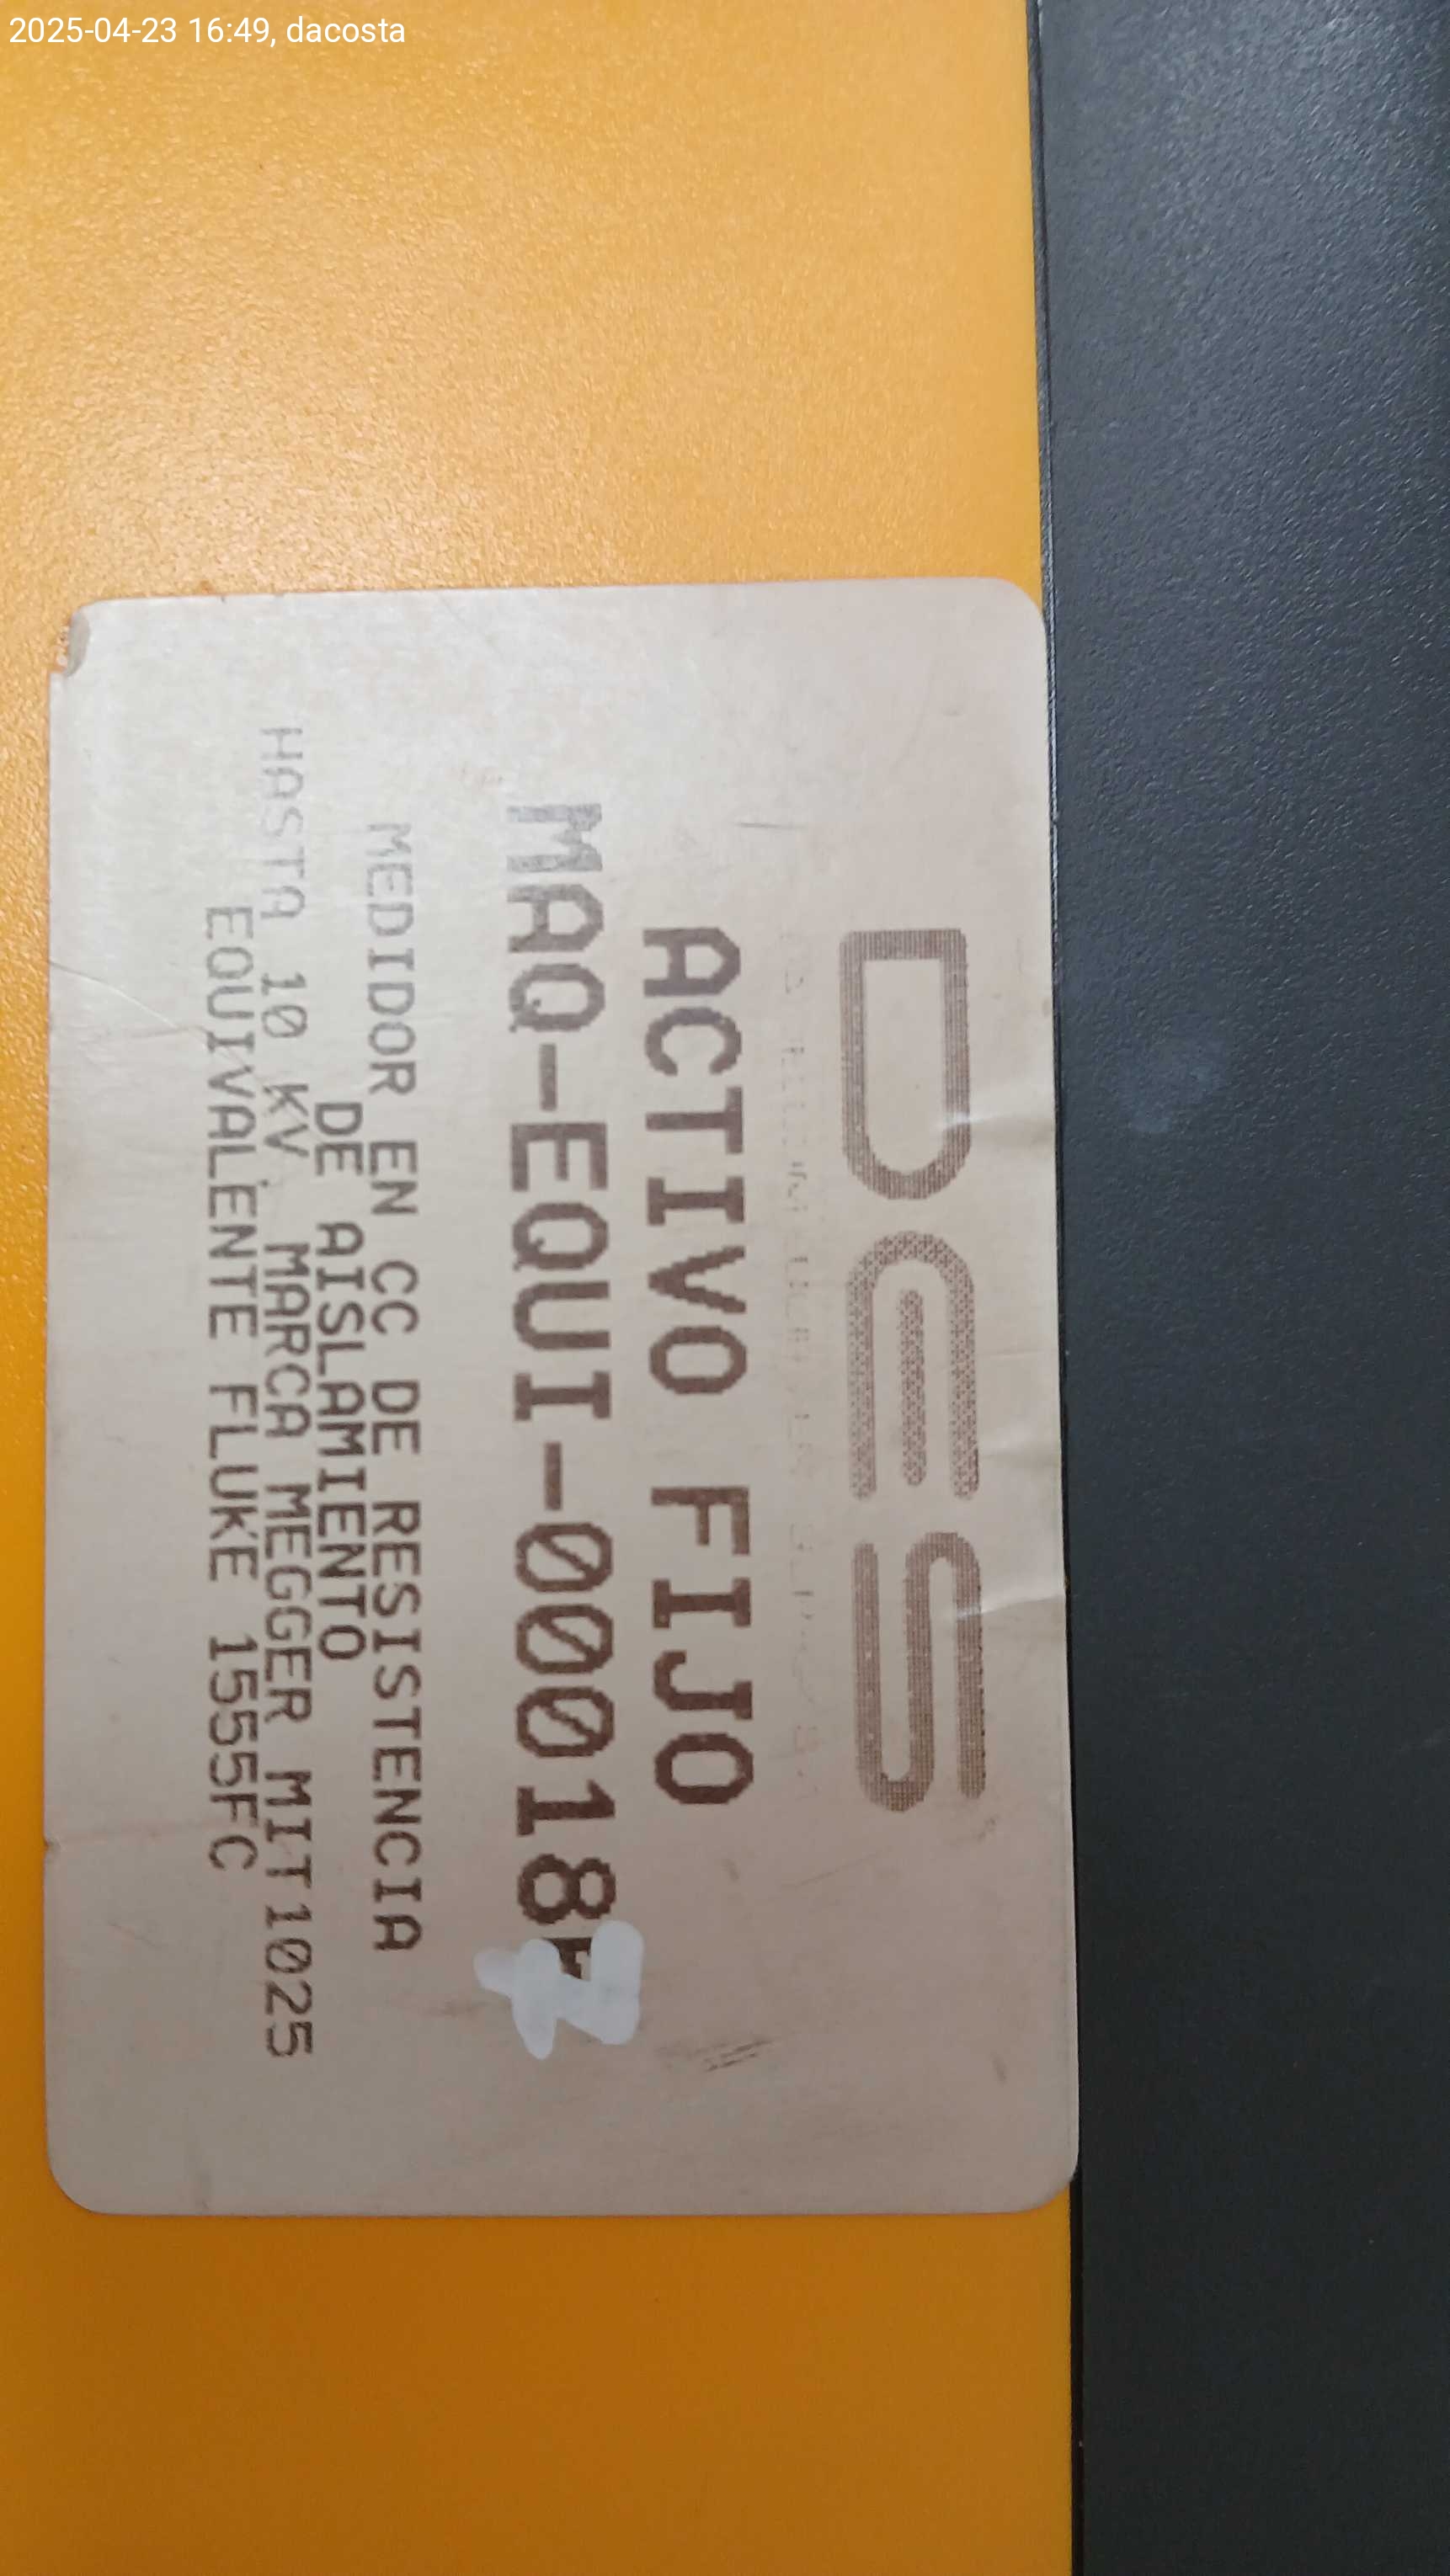 2025-04-23 16:49, dacosta
DES
ACTIVO FIJO
MAQ-EQUI-00018
MEDIDOR EN CC DE RESISTENCIA
DE AISLAMIENTO
HASTA 10 KV MARCA MEGGER MIT1025
EQUIVALENTE FLUKE 1555FC